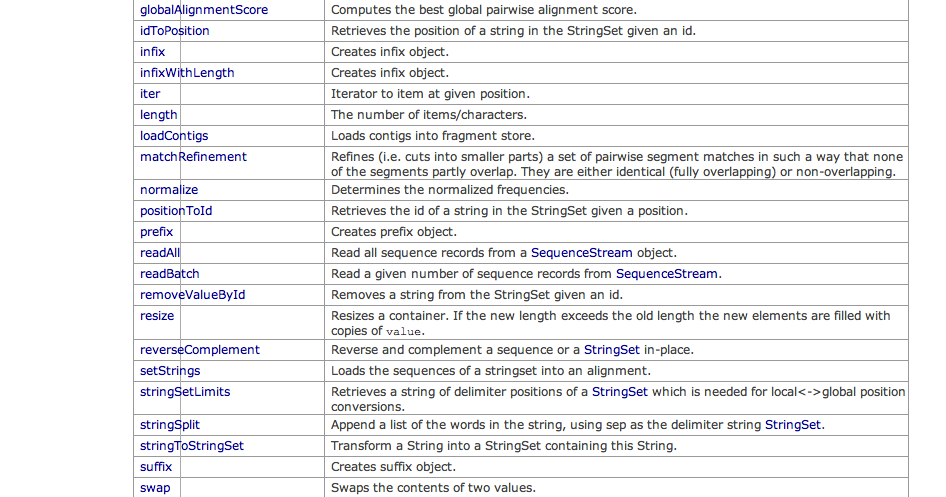 globalAlignmentScore Computes the best global pairwise alignment score.
idToPosition Retrieves the position of a string in the StringSet given an id.
infix Creates infix object.
infixWithLength Creates infix object.
iter Iterator to item at given position.
length The number of items/characters.
loadContigs Loads contigs into fragment store.
matchRefinement Refines (i.e. cuts into smaller parts) a set of pairwise segment matches in such a way that none
of the segments partly overlap. They are either identical (fully overlapping) or non-overlapping.
normalize Determines the normalized frequencies.
positionToId Retrieves the id of a string in the StringSet given a position.
prefix Creates prefix object.
readAll Read all sequence records from a SequenceStream object.
readBatch Read a given number of sequence records from SequenceStream.
removeValueById Removes a string from the StringSet given an id.
resize Resizes a container. If the new length exceeds the old length the new elements are filled with
copies of value.
reverseComplement Reverse and complement a sequence or a StringSet in-place.
setStrings Loads the sequences of a stringset into an alignment.
stringSetLimits Retrieves a string of delimiter positions of a StringSet which is needed for local<->global position
conversions.
stringSplit Append a list of the words in the string, using sep as the delimiter string StringSet.
stringToStringSet Transform a String into a StringSet containing this String.
suffix Creates suffix object.
swap Swaps the contents of two values.